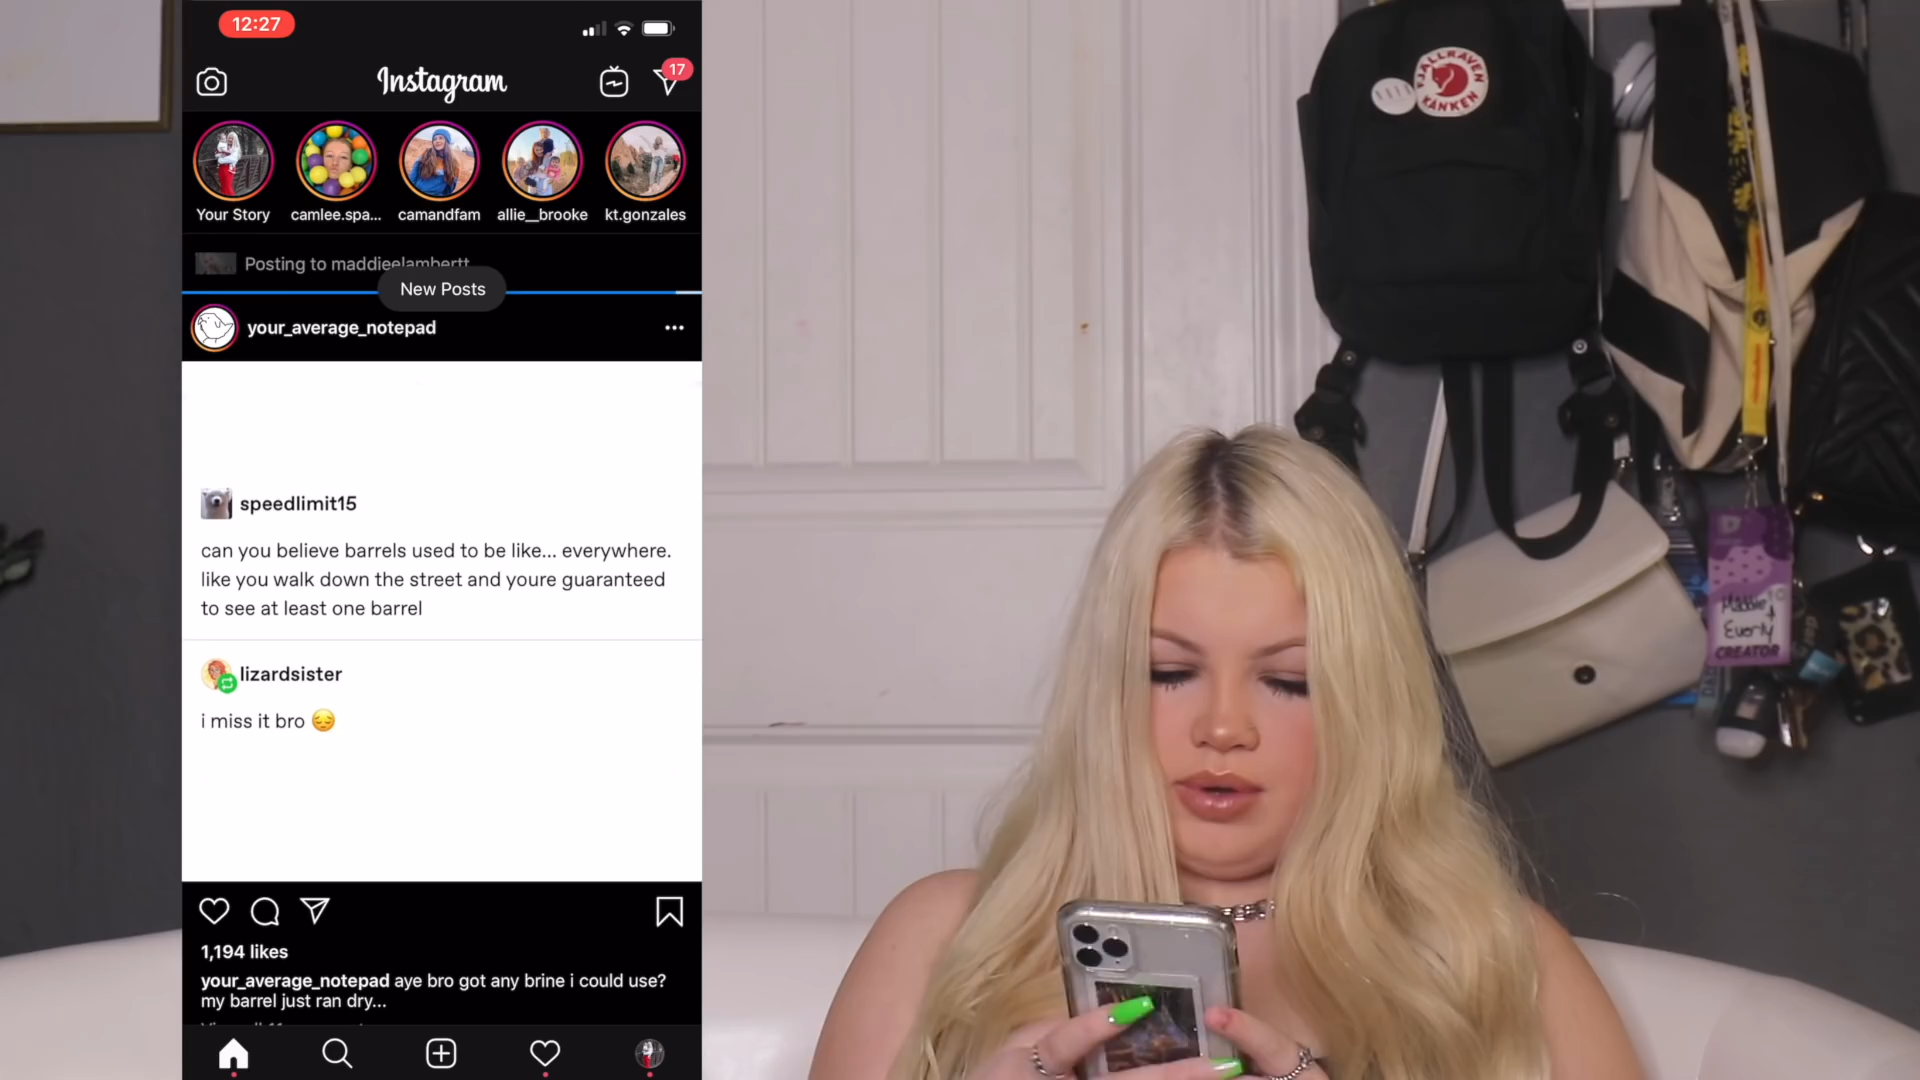 12:27
Instagram
17
Your Story
camlee.spa...
camandfam
allie__brooke
kt.gonzales
Posting to maddieelambertt
New Posts
your_average_notepad
speedlimit15
can you believe barrels used to be like... everywhere.
like you walk down the street and youre guaranteed
to see at least one barrel
lizardsister
i miss it bro 😔
1,194 likes
your_average_notepad aye bro got any brine i could use?
my barrel just ran dry...
FJÄLLRÄVEN
KÅNKEN
Maddie
Everly
CREATOR